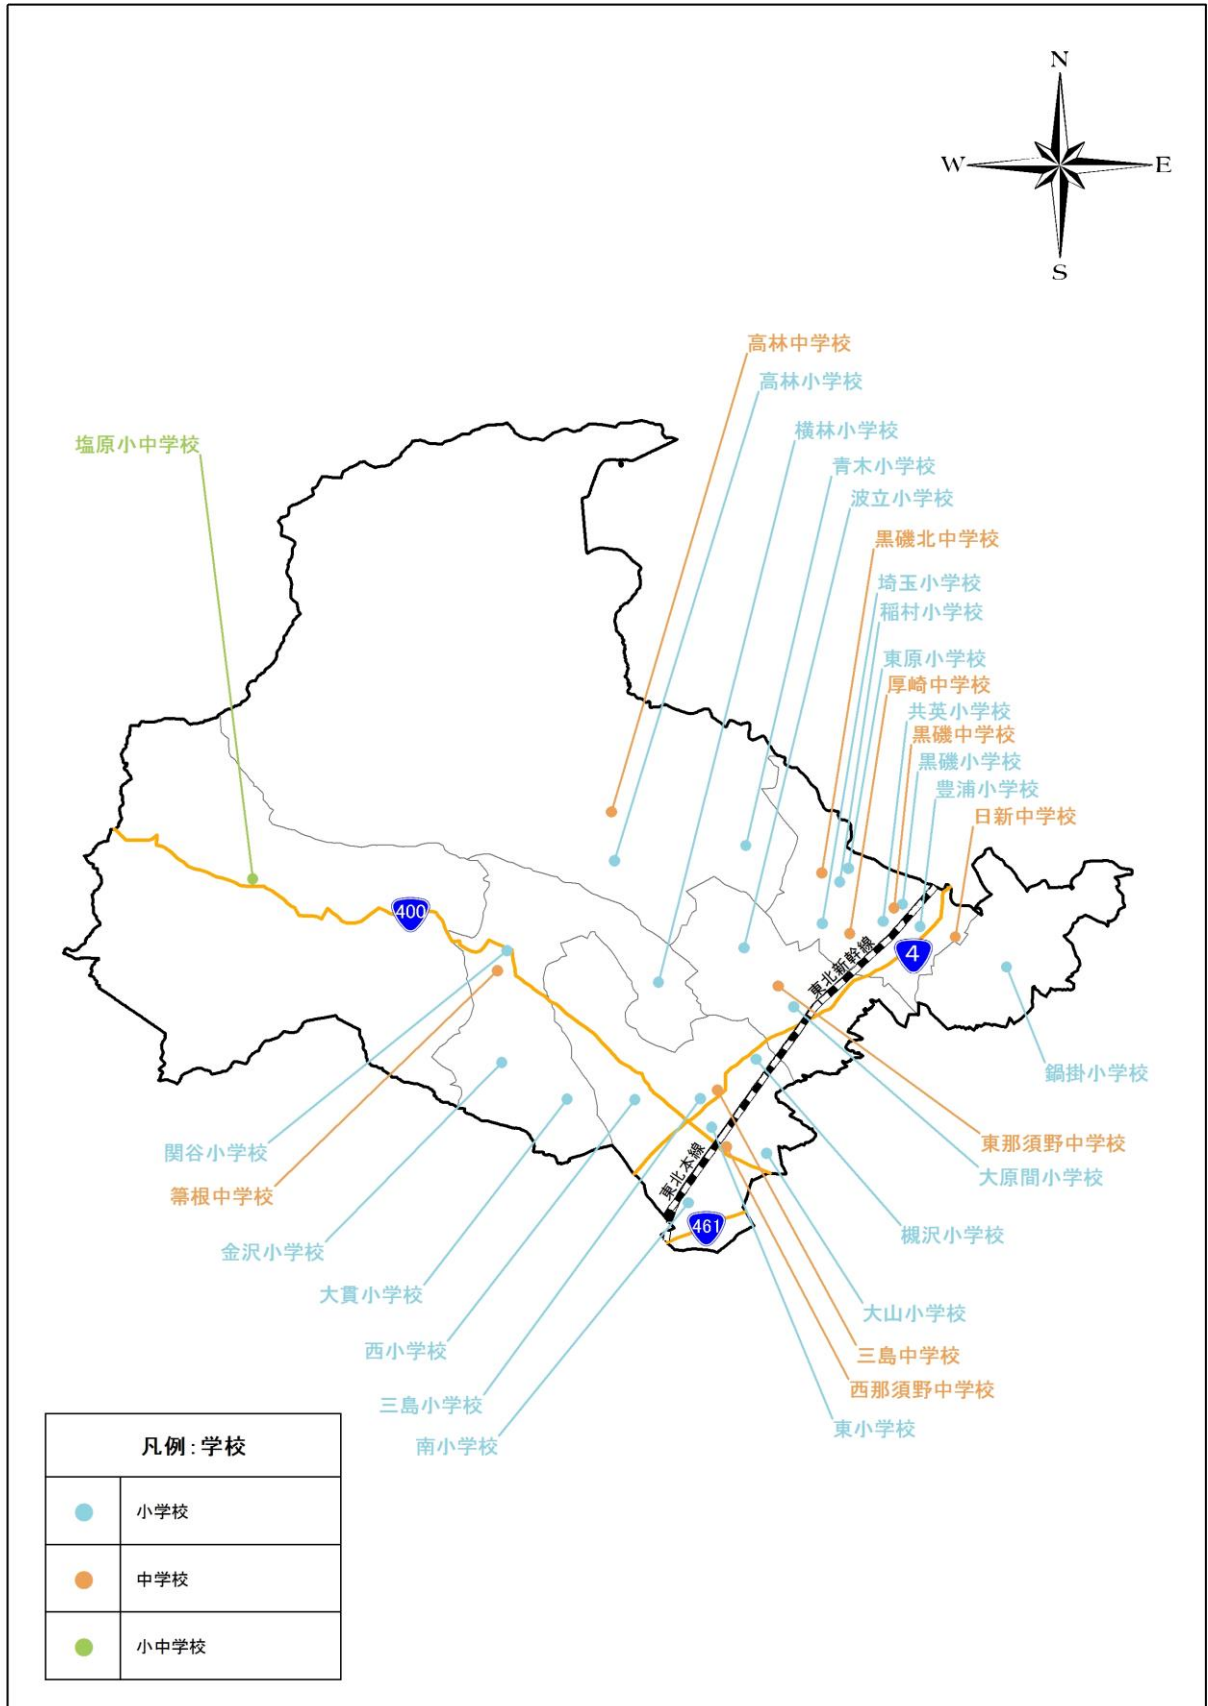 N
W
E
S
高林中学校
高林小学校
横林小学校
塩原小中学校
青木小学校
波立小学校
黒磯北中学校
埼玉小学校
稲村小学校
東原小学校
厚崎中学校
共英小学校
黒磯中学校
黒磯小学校
豊浦小学校
日新中学校
400
4
東北新幹線
鍋掛小学校
東那須野中学校
関谷小学校
大原間小学校
箒根中学校
東北本線
461
槻沢小学校
金沢小学校
大貫小学校
大山小学校
西小学校
三島中学校
西那須野中学校
三島小学校
東小学校
南小学校
凡例:学校
小学校
中学校
小中学校